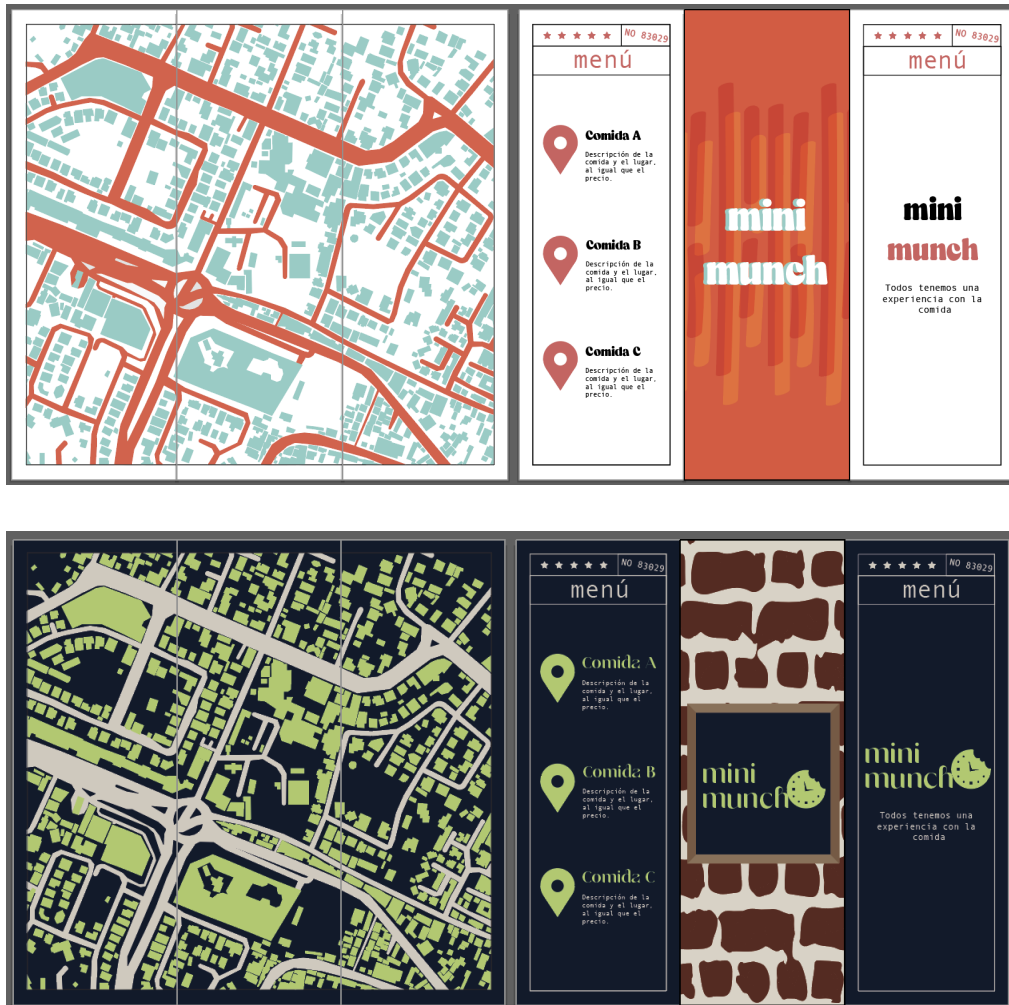 NO 83029
menú
Comida A
Descripción de la
comida y el lugar,
al igual que el
precio.
Comida B
Descripción de la
comida y el lugar,
al igual que el
precio.
Comida C
Descripción de la
comida y el lugar,
al igual que el
precio.
mini
munch
NO 83029
menú
mini
munch
Todos tenemos una
experiencia con la
comida
NO 83029
menú
Comida A
Descripción de la
comida y el lugar,
al igual que el
precio.
Comida B
Descripción de la
comida y el lugar,
al igual que el
precio.
Comida C
Descripción de la
comida y el lugar,
al igual que el
precio.
mini
munch
NO 83029
menú
mini
munch
Todos tenemos una
experiencia con la
comida